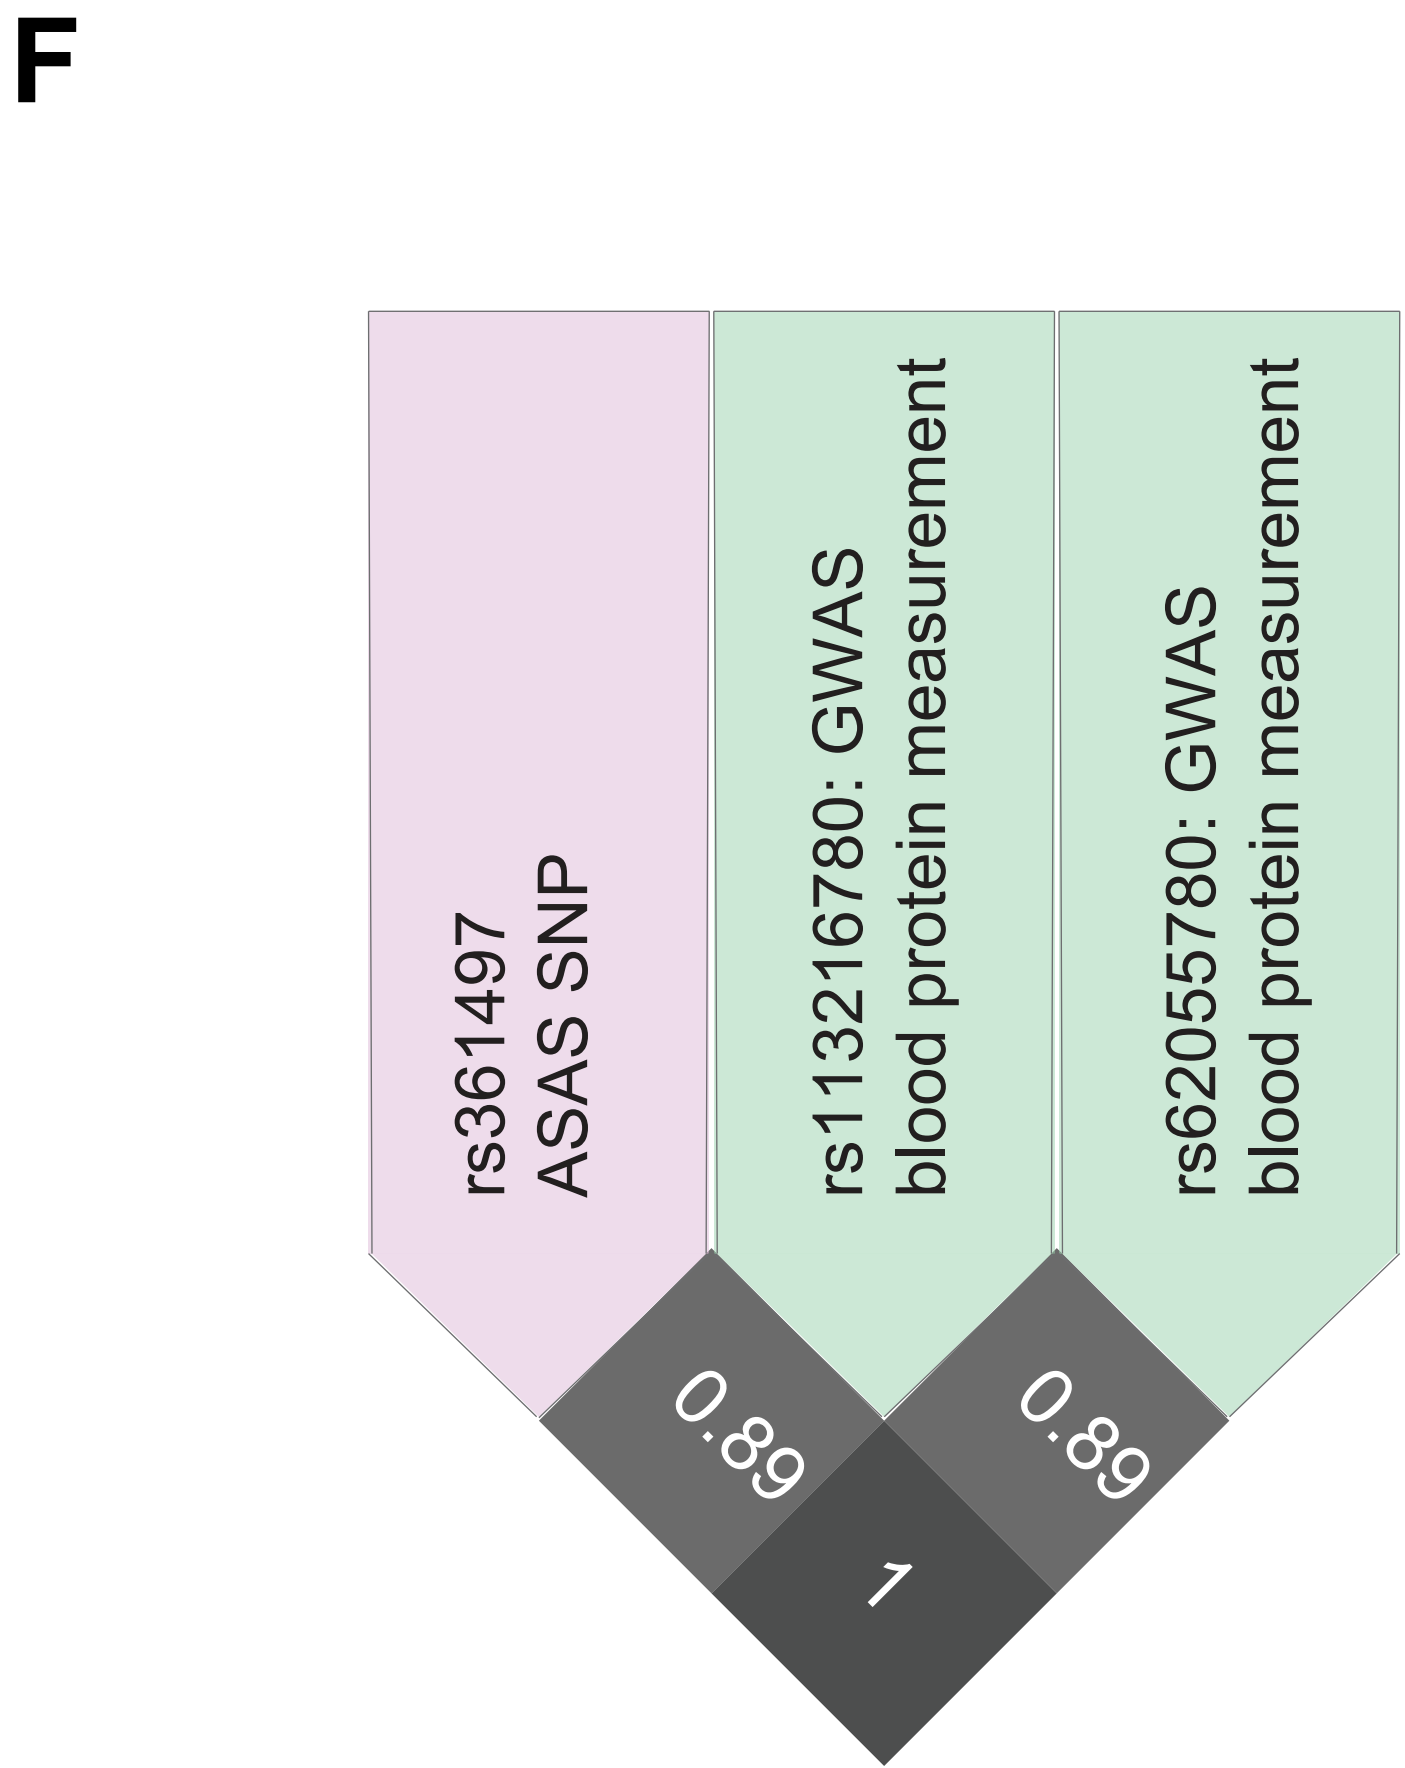 F
rs361497
ASAS SNP
rs113216780: GWAS
blood protein measurement
rs62055780: GWAS
blood protein measurement
0.89
0.89
1